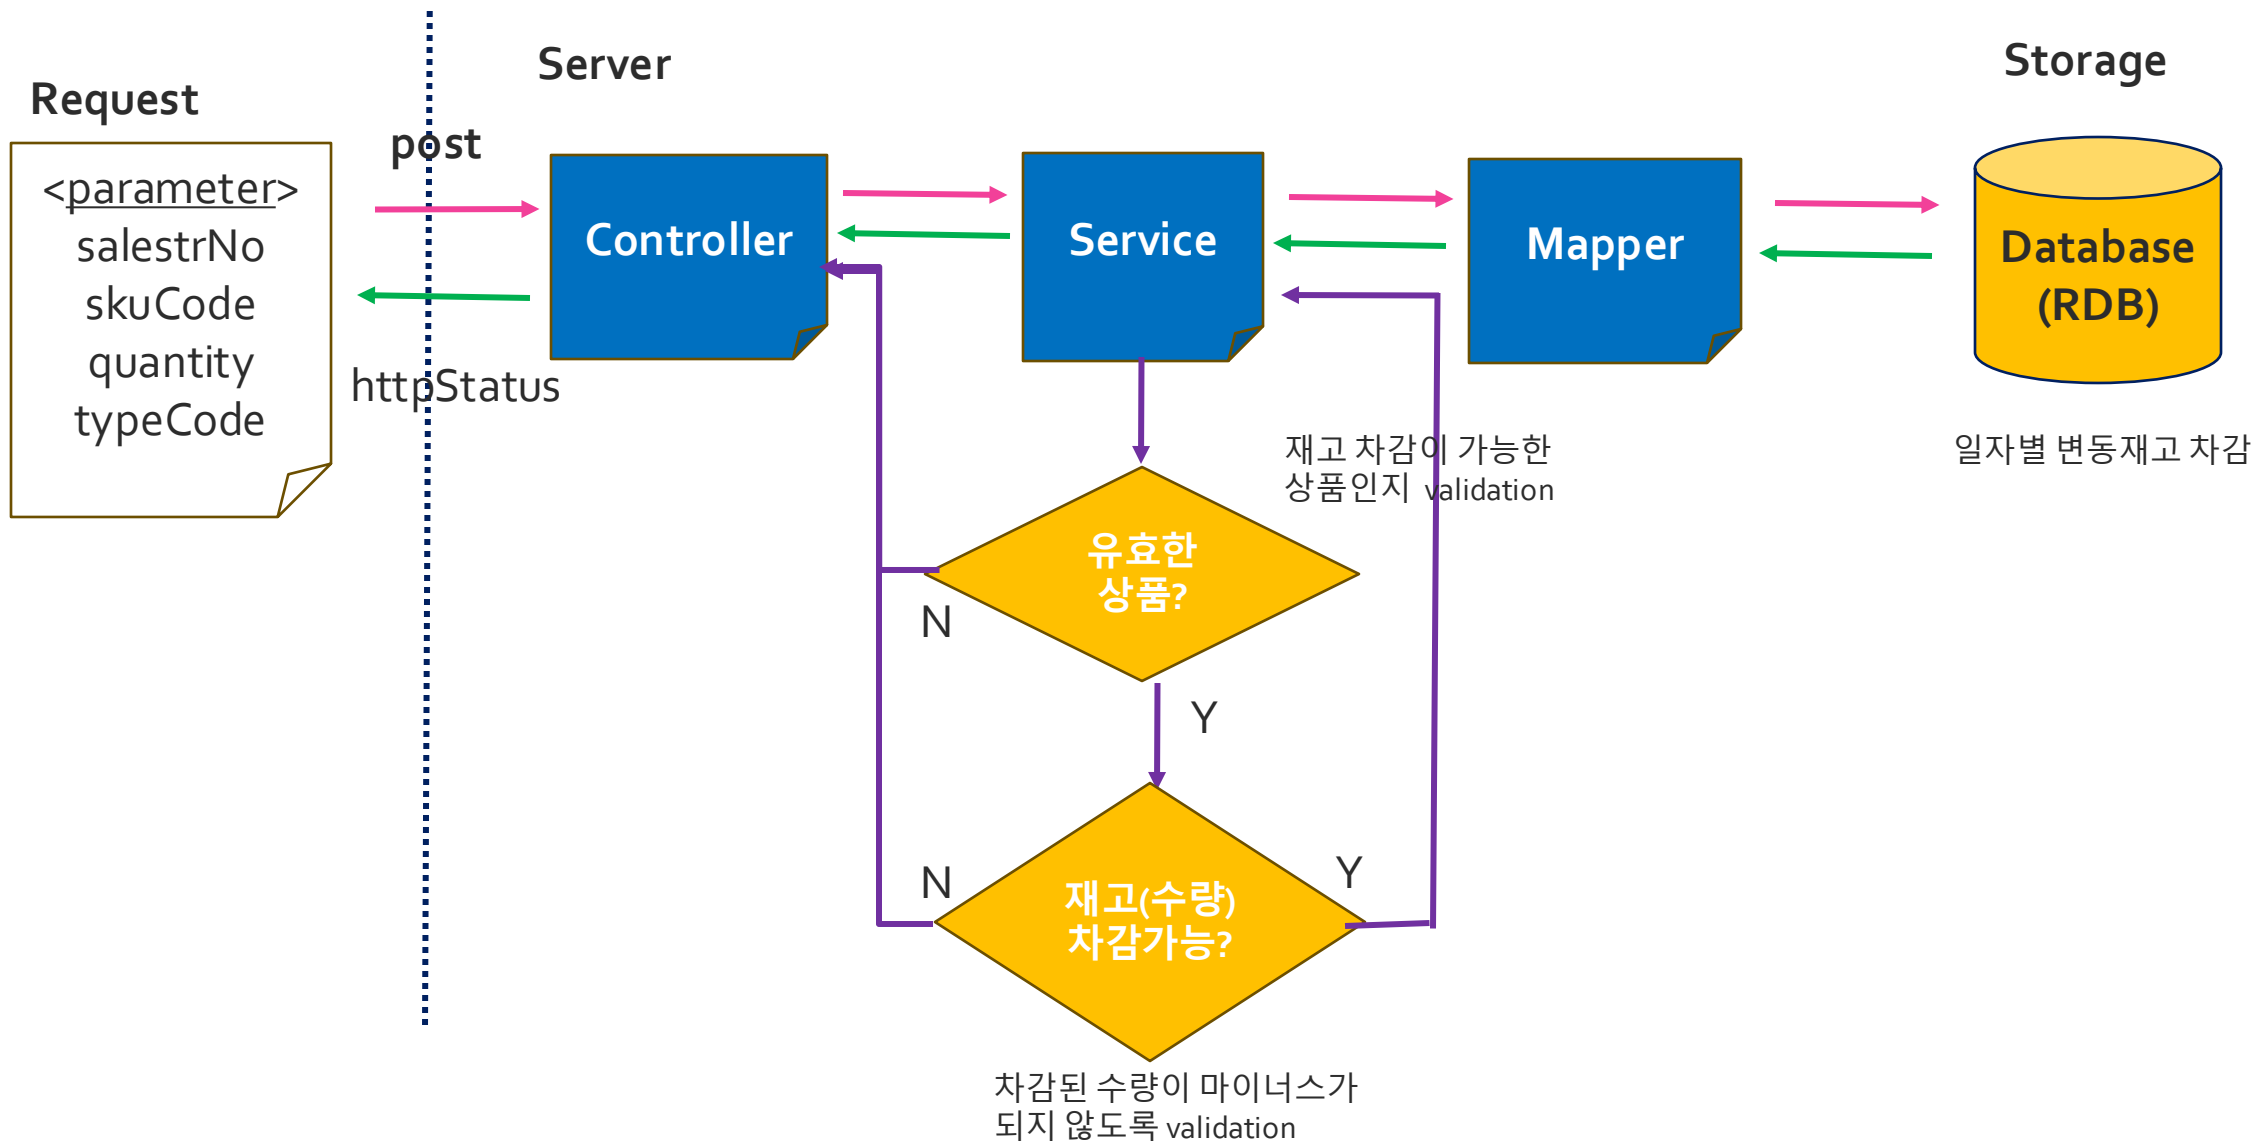 Request
<parameter>
salestrNo
skuCode
quantity
typeCode
post
httpStatus
Server
Controller
Service
Mapper
Storage
Database
(RDB)
일자별 변동재고 차감
재고 차감이 가능한
상품인지 validation
유효한
상품?
N
Y
재고(수량)
차감가능?
N
Y
차감된 수량이 마이너스가
되지 않도록 validation